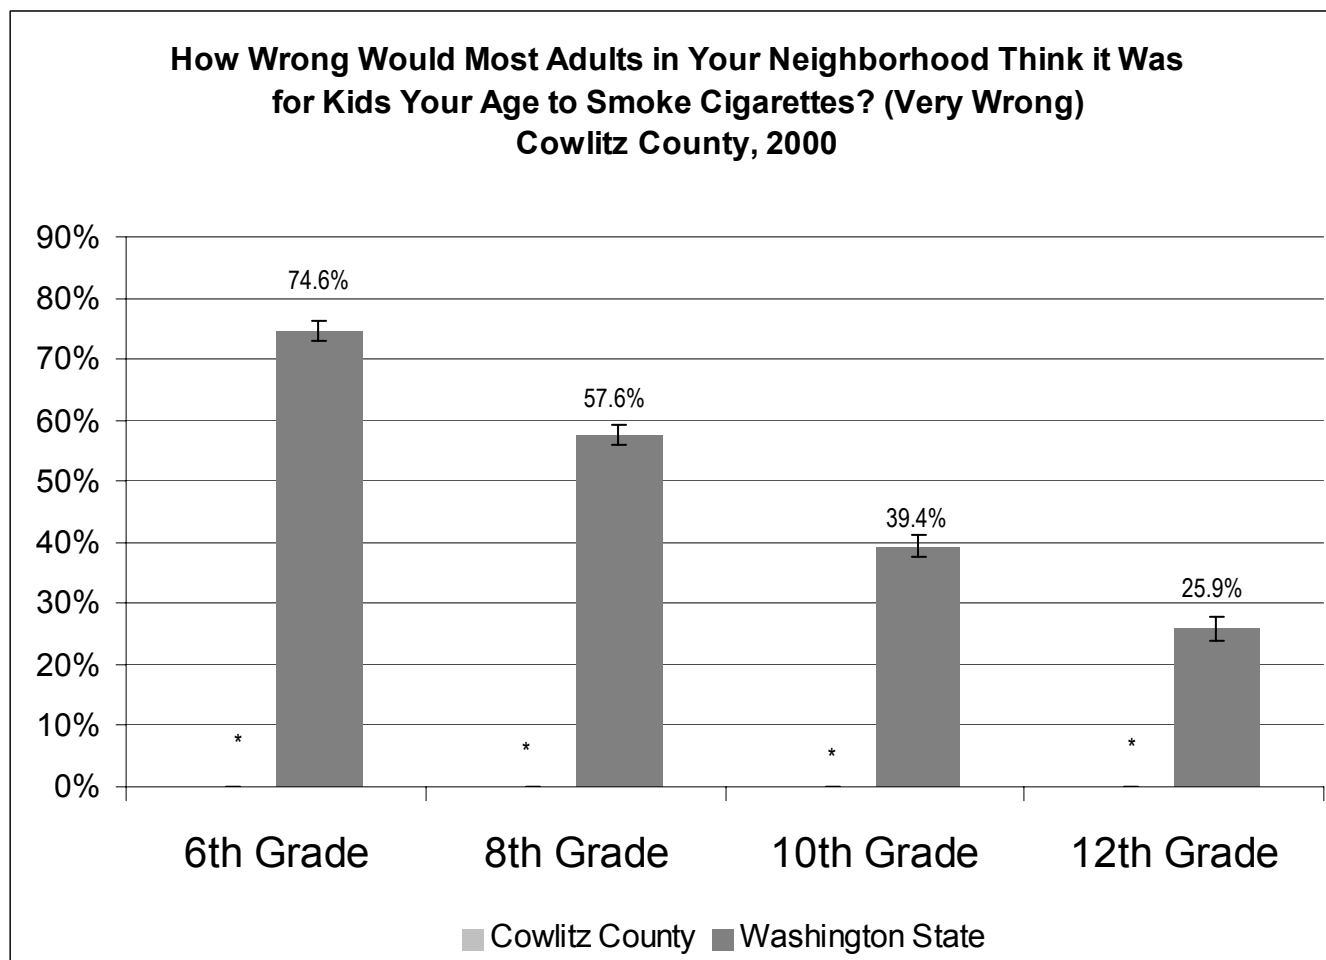 How Wrong Would Most Adults in Your Neighborhood Think it Was
for Kids Your Age to Smoke Cigarettes? (Very Wrong)
Cowlitz County, 2000
90%
80%
70%
60%
50%
40%
30%
20%
10%
0%
74.6%
57.6%
39.4%
25.9%
* * * *
6th Grade 8th Grade 10th Grade 12th Grade
Cowlitz County Washington State